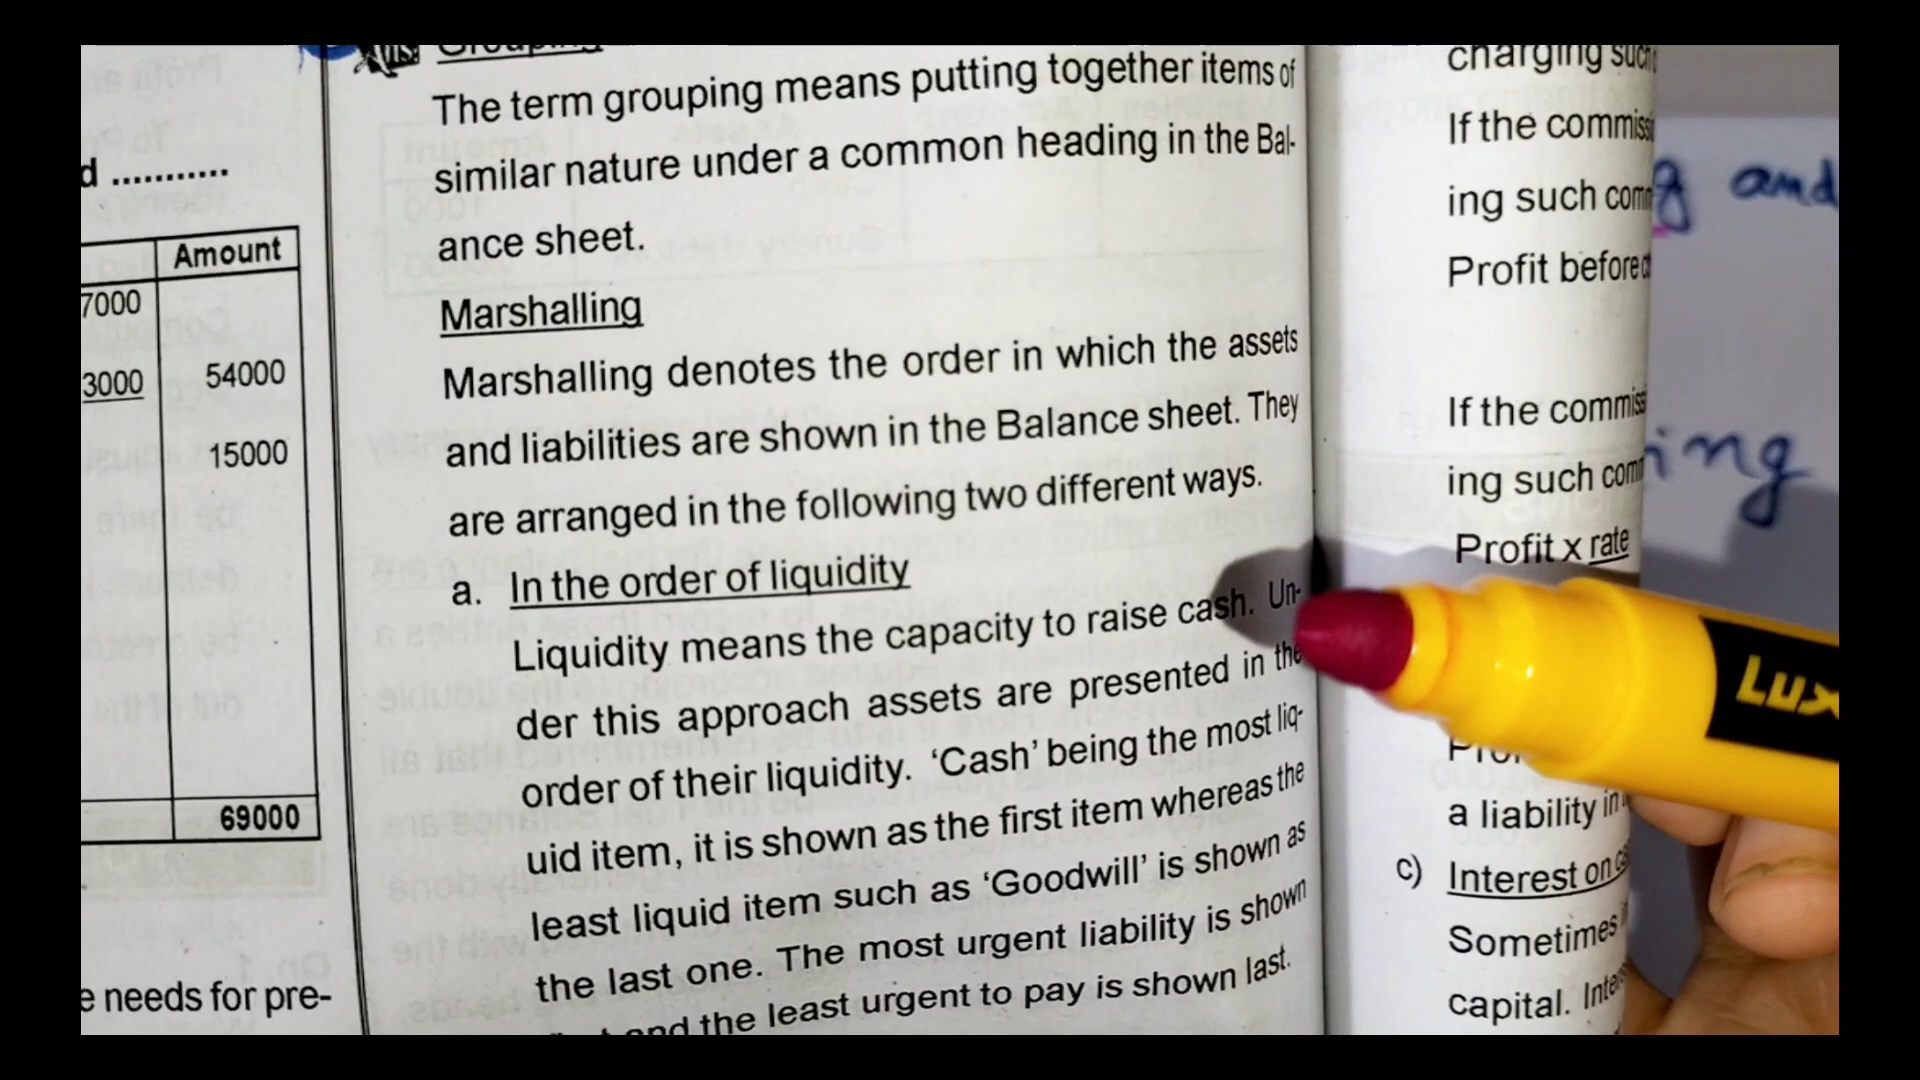 d ...........
Amount
7000
3000 54000
15000
69000
e needs for pre-
Ans: Grouping
The term grouping means putting together items of
similar nature under a common heading in the Bal-
ance sheet.
Marshalling
Marshalling denotes the order in which the assets
and liabilities are shown in the Balance sheet. They
are arranged in the following two different ways.
a. In the order of liquidity
Liquidity means the capacity to raise cash. Un-
der this approach assets are presented in the
order of their liquidity. ‘Cash’ being the most liq-
uid item, it is shown as the first item whereas the
least liquid item such as ‘Goodwill’ is shown as
the last one. The most urgent liability is shown
and the least urgent to pay is shown last.
charging such
If the commiss
ing such com
Profit before
If the commiss
ing such com
Profit x rate
a liability in
c) Interest on
Sometimes
capital. Inte
g and
ing
Lux